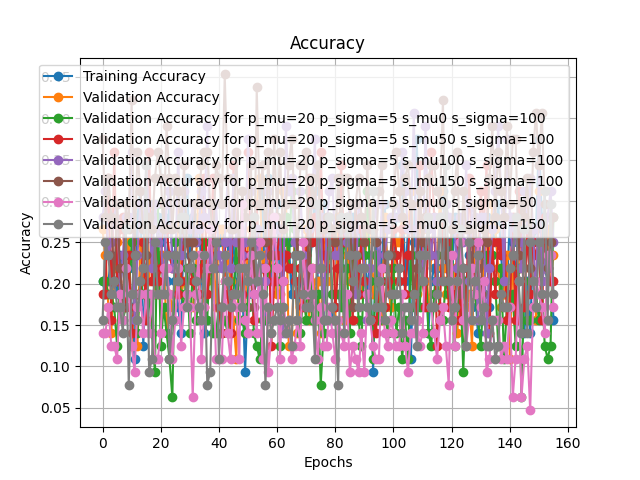 Accuracy
Training Accuracy
Validation Accuracy
Validation Accuracy for p_mu=20 p_sigma=5 s_mu0 s_sigma=100
Validation Accuracy for p_mu=20 p_sigma=5 s_mu50 s_sigma=100
Validation Accuracy for p_mu=20 p_sigma=5 s_mu100 s_sigma=100
Validation Accuracy for p_mu=20 p_sigma=5 s_mu150 s_sigma=100
Validation Accuracy for p_mu=20 p_sigma=5 s_mu0 s_sigma=50
Validation Accuracy for p_mu=20 p_sigma=5 s_mu0 s_sigma=150
0.25
0.20
0.15
0.10
0.05
Accuracy
0 20 40 60 80 100 120 140 160
Epochs